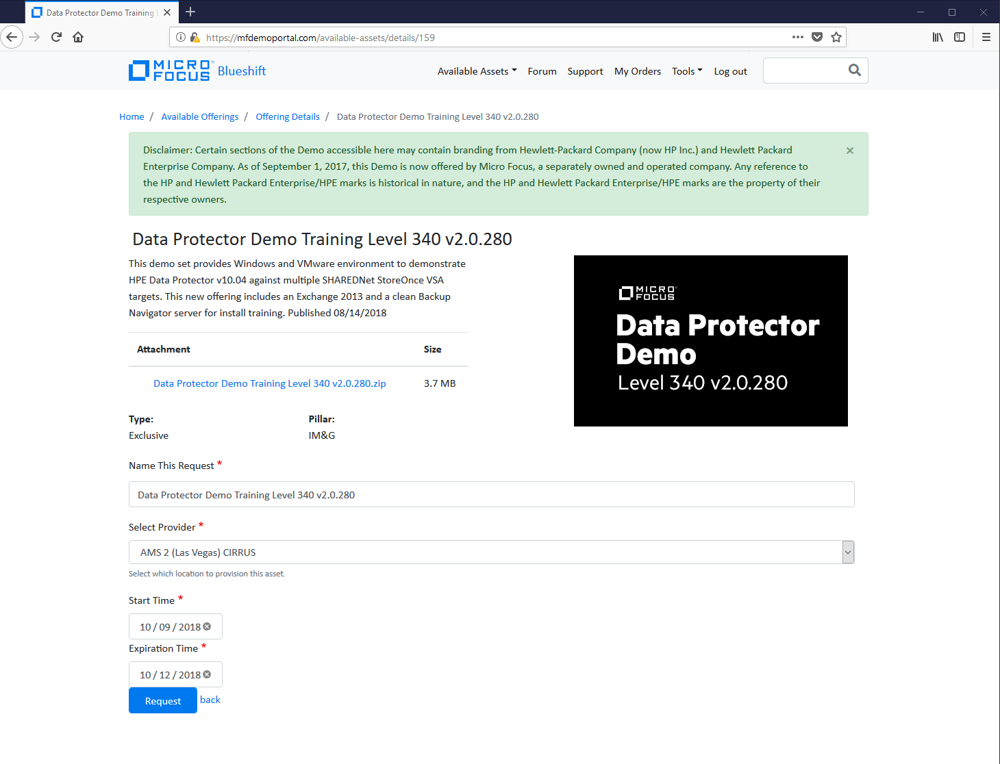 Data Protector Demo Training L
https://mfdemoportal.com/available-assets/details/159
MICRO FOCUS Blueshift
Available Assets Forum Support My Orders Tools Log out
Home / Available Offerings / Offering Details / Data Protector Demo Training Level 340 v2.0.280
Disclaimer: Certain sections of the Demo accessible here may contain branding from Hewlett-Packard Company (now HP Inc.) and Hewlett Packard
Enterprise Company. As of September 1, 2017, this Demo is now offered by Micro Focus, a separately owned and operated company. Any reference to
the HP and Hewlett Packard Enterprise/HPE marks is historical in nature, and the HP and Hewlett Packard Enterprise/HPE marks are the property of their
respective owners.
Data Protector Demo Training Level 340 v2.0.280
This demo set provides Windows and VMware environment to demonstrate
HPE Data Protector v10.04 against multiple SHAREDNet StoreOnce VSA
targets. This new offering includes an Exchange 2013 and a clean Backup
Navigator server for install training. Published 08/14/2018
Attachment Size
Data Protector Demo Training Level 340 v2.0.280.zip 3.7 MB
MICRO
FOCUS
Data Protector
Demo
Level 340 v2.0.280
Type: Pillar:
Exclusive IM&G
Name This Request *
Data Protector Demo Training Level 340 v2.0.280
Select Provider *
AMS 2 (Las Vegas) CIRRUS
Select which location to provision this asset.
Start Time *
10 / 09 / 2018
Expiration Time *
10 / 12 / 2018
Request back